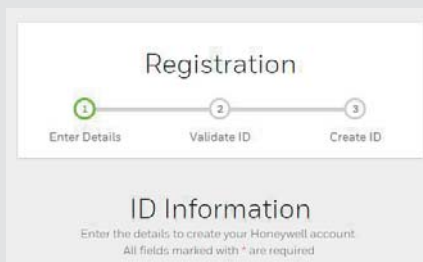 Registration
1 2 3
Enter Details Validate ID Create ID
ID Information
Enter the details to create your Honeywell account
All fields marked with * are required